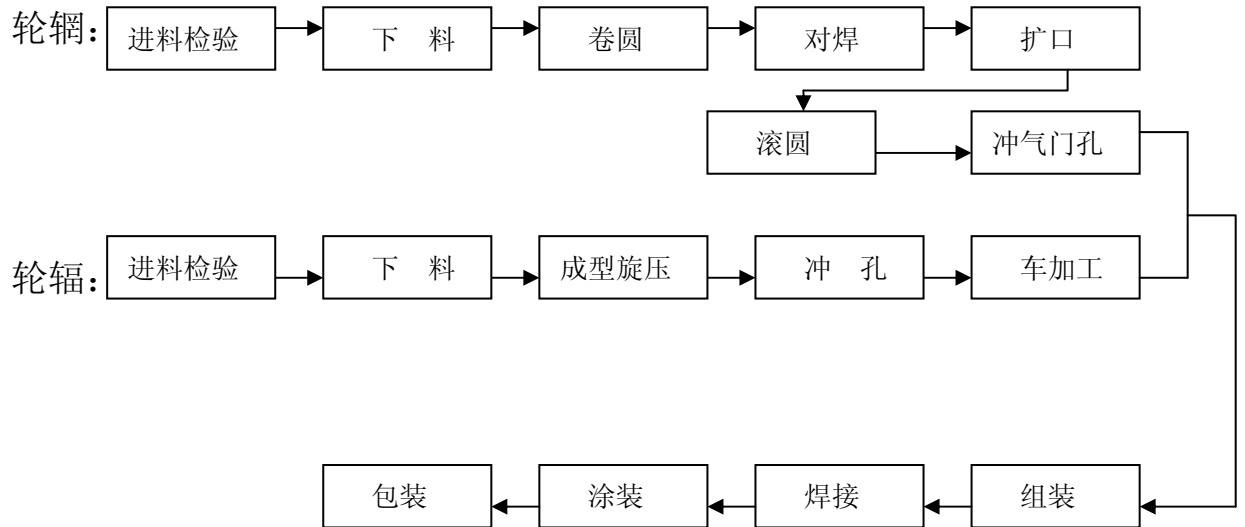 轮辋： 进料检验 下 料 卷圆 对焊 扩口
滚圆 冲气门孔
轮辐： 进料检验 下 料 成型旋压 冲 孔 车加工
包装 涂装 焊接 组装